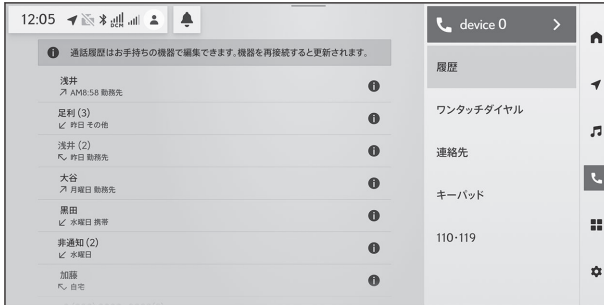 12:05
DCM
通話履歴はお手持ちの機器で編集できます。機器を再接続すると更新されます。
浅井
AM8:58 勤務先
足利 (3)
昨日 その他
浅井 (2)
昨日 勤務先
大谷
月曜日 勤務先
黒田
水曜日 携帯
非通知 (2)
水曜日
加藤
自宅
device 0
履歴
ワンタッチダイヤル
連絡先
キーパッド
110・119